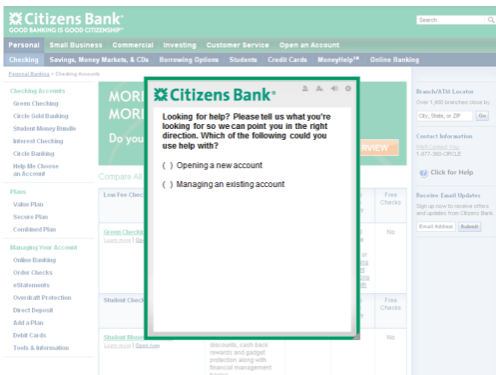 Citizens Bank
GOOD BANKING IS GOOD CITIZENSHIP™
Search
Personal Small Business Commercial Investing Customer Service Open an Account
Checking Savings, Money Markets, & CDs Borrowing Options Students Credit Cards MoneyHelp℠ Online Banking
Personal Banking > Checking Accounts
Checking Accounts
Green Checking
Circle Gold Banking
Student Money Bundle
Interest Checking
Circle Banking
Help Me Choose
an Account
Plans
Value Plan
Secure Plan
Combined Plan
Managing Your Account
Online Banking
Order Checks
eStatements
Overdraft Protection
Direct Deposit
Add a Plan
Debit Cards
Tools & Information
MORE
MORE
Do you
Compare All
Low Fee Check
Green Checking
Learn more
Student Check
Student Money
Learn more | Open now
Citizens Bank
Looking for help? Please tell us what you're
looking for so we can point you in the right
direction. Which of the following could you
use help with?
( ) Opening a new account
( ) Managing an existing account
discounts, cash back
rewards and gadget
protection along with
financial management
Free
Checks
No
or
Free
Checks
No
Branch/ATM Locator
Over 1,400 branches close by
City, State, or ZIP Go
Contact Information
1-877-360-CIRCLE
Click for Help
Receive Email Updates
Sign up now to receive offers
and updates from Citizens Bank.
Email Address Submit